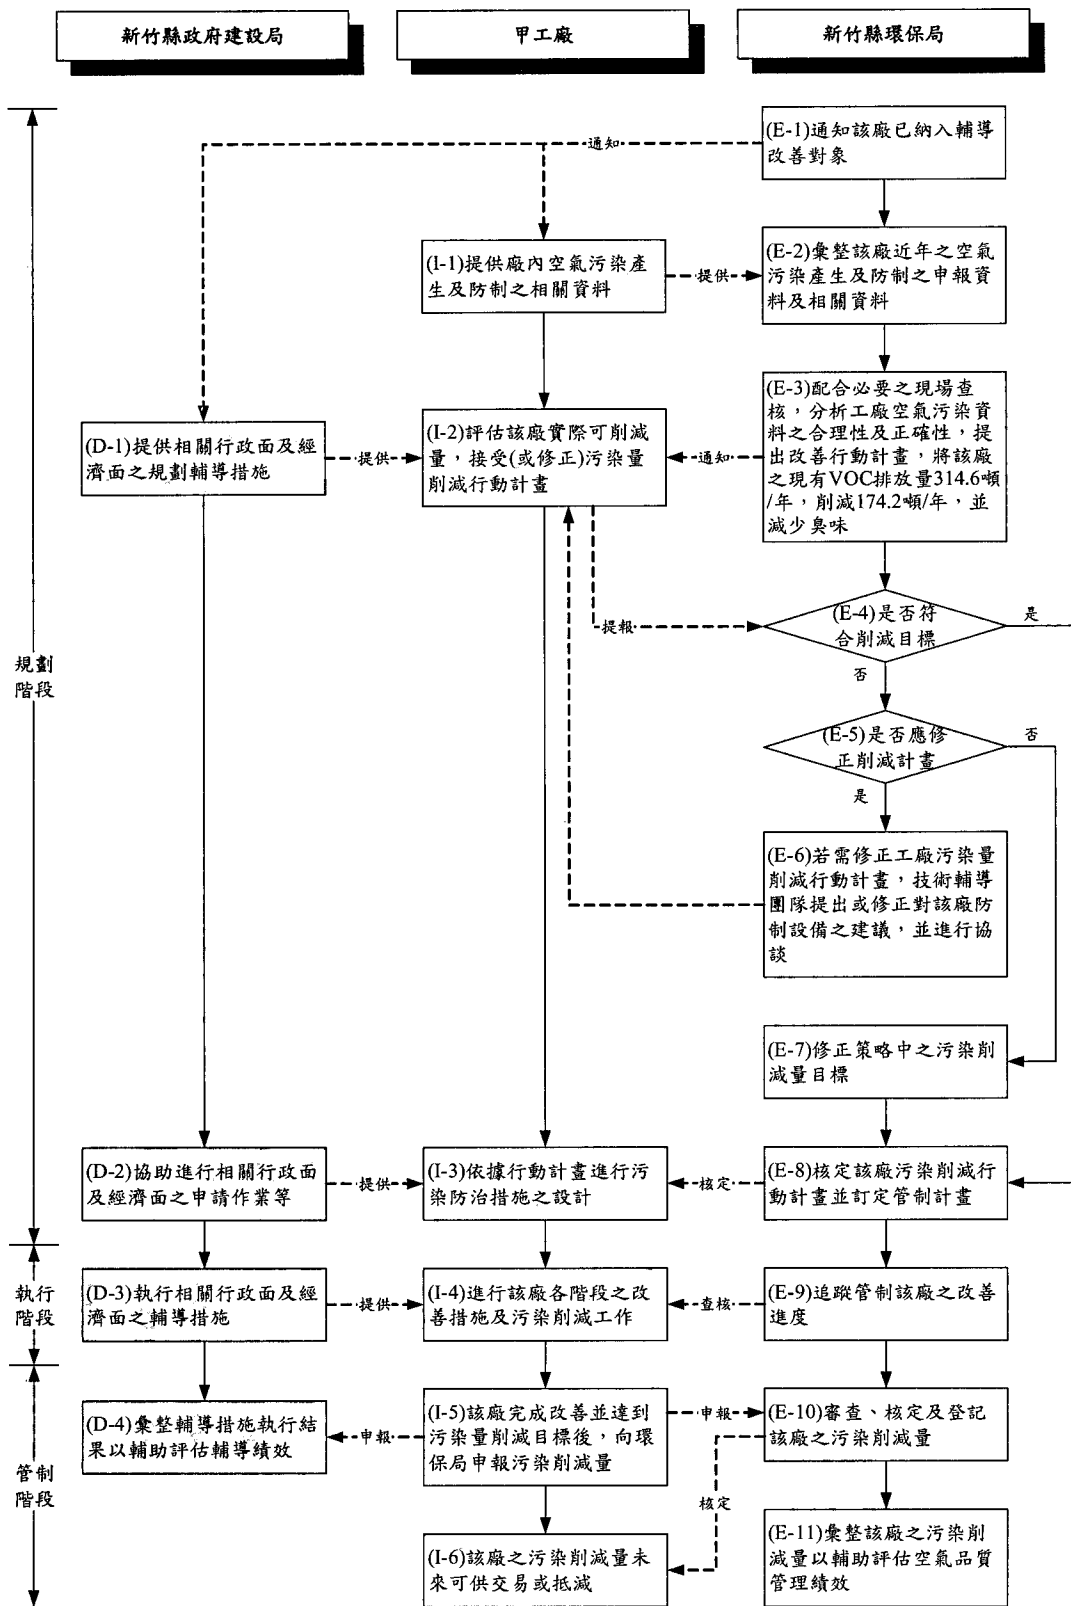 新竹縣政府建設局
甲工廠
新竹縣環保局
(E-1)通知該廠已納入輔導
改善對象
通知
(I-1)提供廠內空氣污染產
生及防制之相關資料
提供
(E-2)彙整該廠近年之空氣
污染產生及防制之申報資
料及相關資料
(D-1)提供相關行政面及經
濟面之規劃輔導措施
提供
(I-2)評估該廠實際可削減
量，接受(或修正)污染量
削減行動計畫
通知
(E-3)配合必要之現場查
核，分析工廠空氣污染資
料之合理性及正確性，提
出改善行動計畫，將該廠
之現有VOC排放量314.6噸
/年，削減174.2噸/年，並
減少臭味
提報
(E-4)是否符
合削減目標
是
否
規劃
階段
(E-5)是否應修
正削減計畫
否
是
(E-6)若需修正工廠污染量
削減行動計畫，技術輔導
團隊提出或修正對該廠防
制設備之建議，並進行協
談
(E-7)修正策略中之污染削
減量目標
(D-2)協助進行相關行政面
及經濟面之申請作業等
提供
(I-3)依據行動計畫進行污
染防治措施之設計
核定
(E-8)核定該廠污染削減行
動計畫並訂定管制計畫
執行
階段
(D-3)執行相關行政面及經
濟面之輔導措施
提供
(I-4)進行該廠各階段之改
善措施及污染削減工作
查核
(E-9)追蹤管制該廠之改善
進度
管制
階段
(D-4)彙整輔導措施執行結
果以輔助評估輔導績效
申報
(I-5)該廠完成改善並達到
污染量削減目標後，向環
保局申報污染削減量
申報
(E-10)審查、核定及登記
該廠之污染削減量
核定
(I-6)該廠之污染削減量未
來可供交易或抵減
(E-11)彙整該廠之污染削
減量以輔助評估空氣品質
管理績效